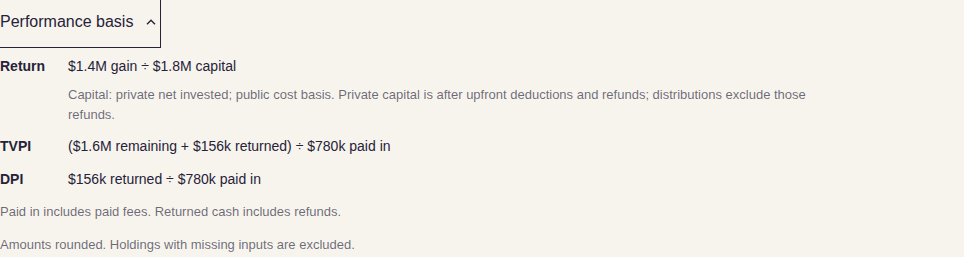 Performance basis
Return $1.4M gain ÷ $1.8M capital
Capital: private net invested; public cost basis. Private capital is after upfront deductions and refunds; distributions exclude those
refunds.
TVPI ($1.6M remaining + $156k returned) ÷ $780k paid in
DPI $156k returned ÷ $780k paid in
Paid in includes paid fees. Returned cash includes refunds.
Amounts rounded. Holdings with missing inputs are excluded.